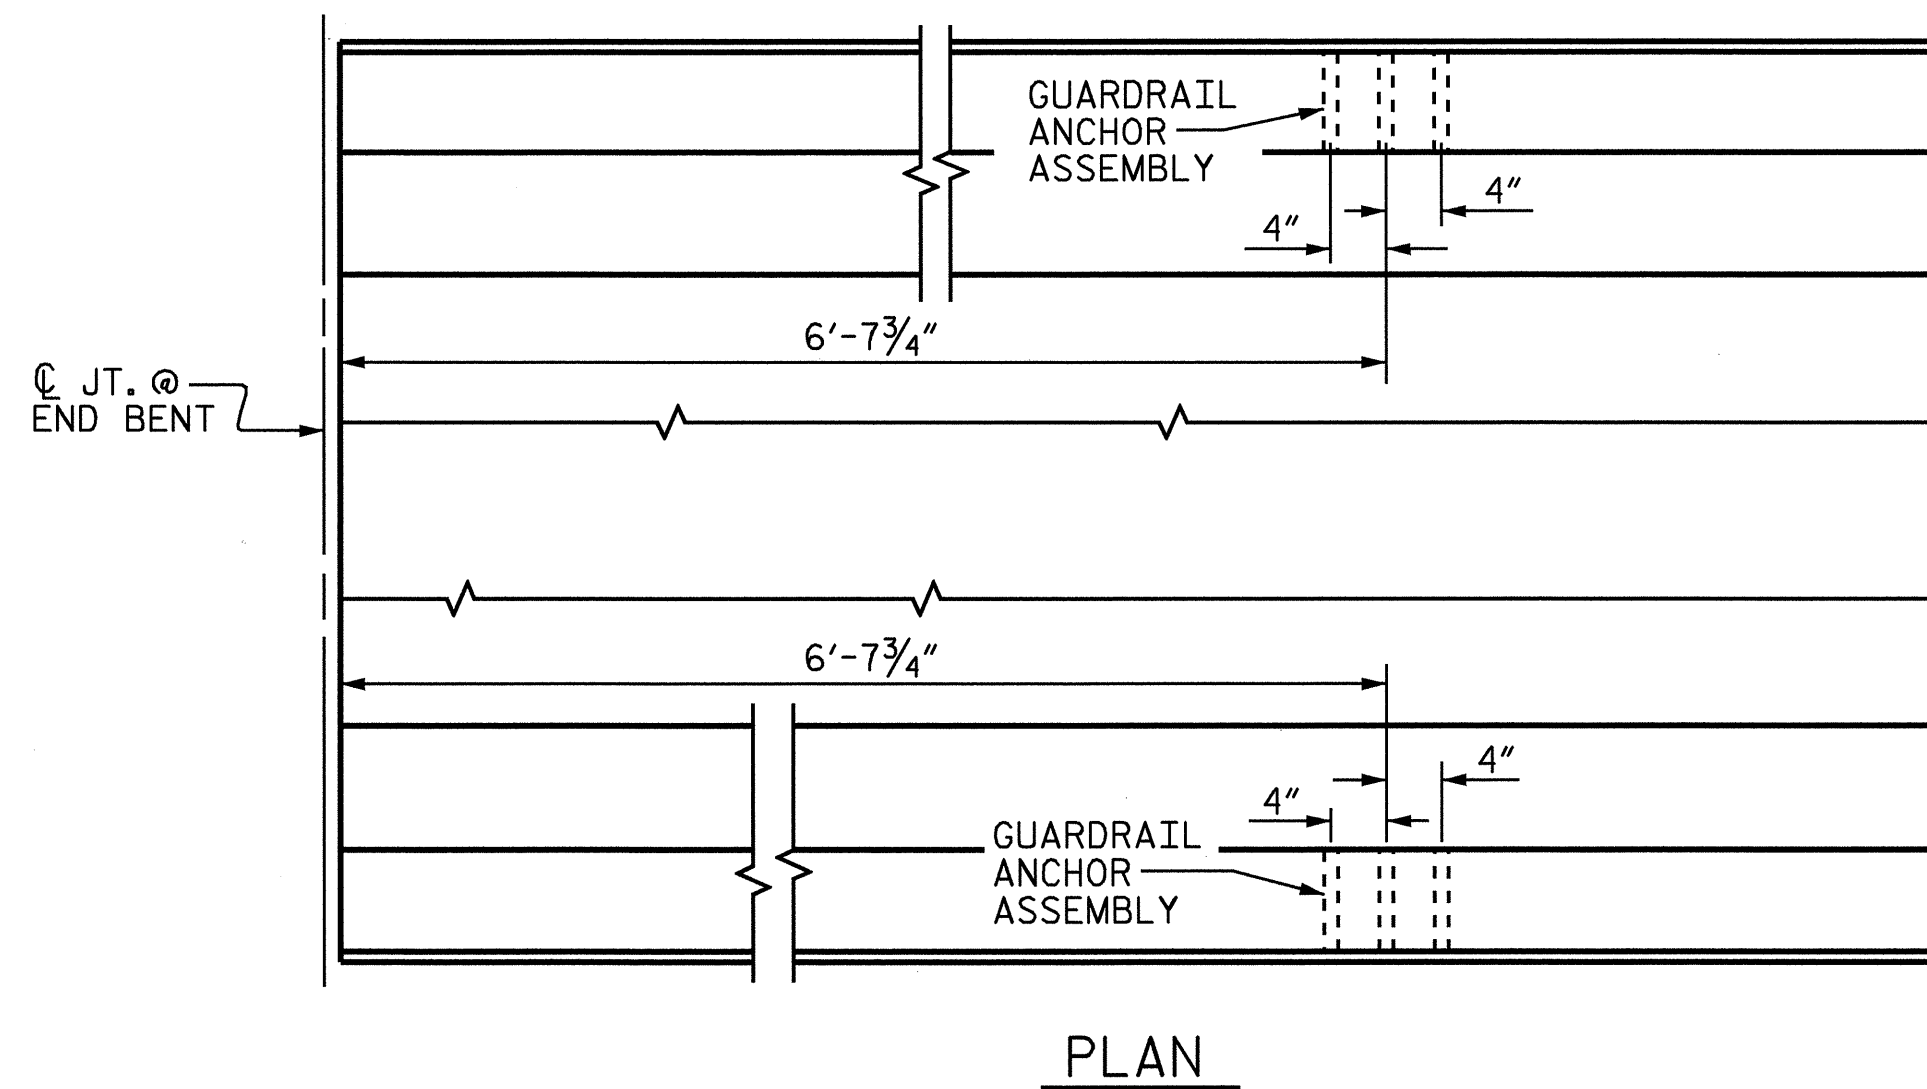 GUARDRAIL
ANCHOR
ASSEMBLY
4"
4"
6'-7¾"
℄ JT. @
END BENT
6'-7¾"
4"
4"
GUARDRAIL
ANCHOR
ASSEMBLY
PLAN